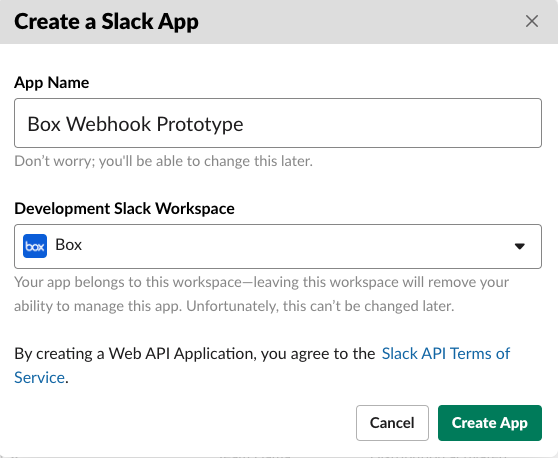 Create a Slack App
App Name
Box Webhook Prototype
Don't worry; you'll be able to change this later.
Development Slack Workspace
box Box
Your app belongs to this workspace—leaving this workspace will remove your
ability to manage this app. Unfortunately, this can't be changed later.
By creating a Web API Application, you agree to the Slack API Terms of
Service.
Cancel Create App